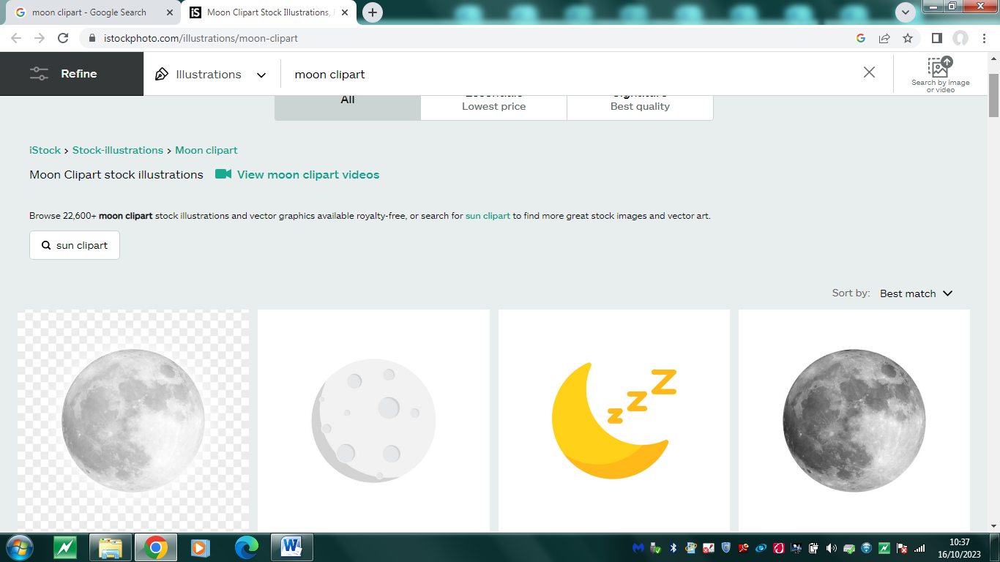 moon clipart - Google Search
iS
Moon Clipart Stock Illustrations,
istockphoto.com/illustrations/moon-clipart
Refine
Illustrations
moon clipart
Search by image
or video
All
Essentials
Lowest price
Signature
Best quality
iStock > Stock-illustrations > Moon clipart
Moon Clipart stock illustrations
View moon clipart videos
Browse 22,600+ moon clipart stock illustrations and vector graphics available royalty-free, or search for sun clipart to find more great stock images and vector art.
sun clipart
Sort by: Best match
z z z
10:37
16/10/2023